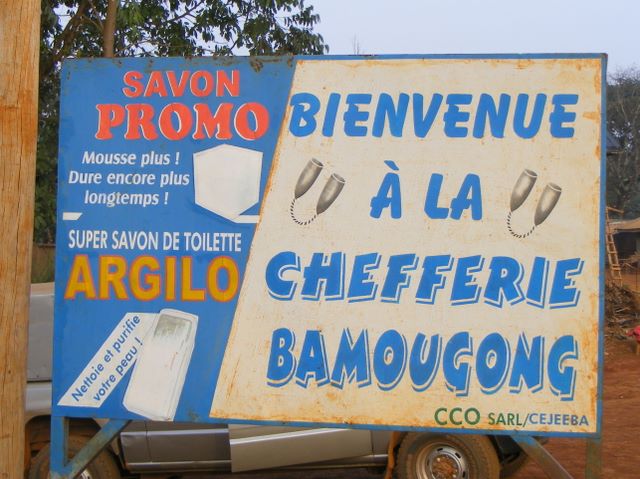 SAVON
PROMO
Mousse plus !
Dure encore plus
longtemps !
SUPER SAVON DE TOILETTE
ARGILO
Nettoie et purifie
votre peau !
BIENVENUE
À LA
CHEFFERIE
BAMOUGONG
CCO SARL/CEJEEBA